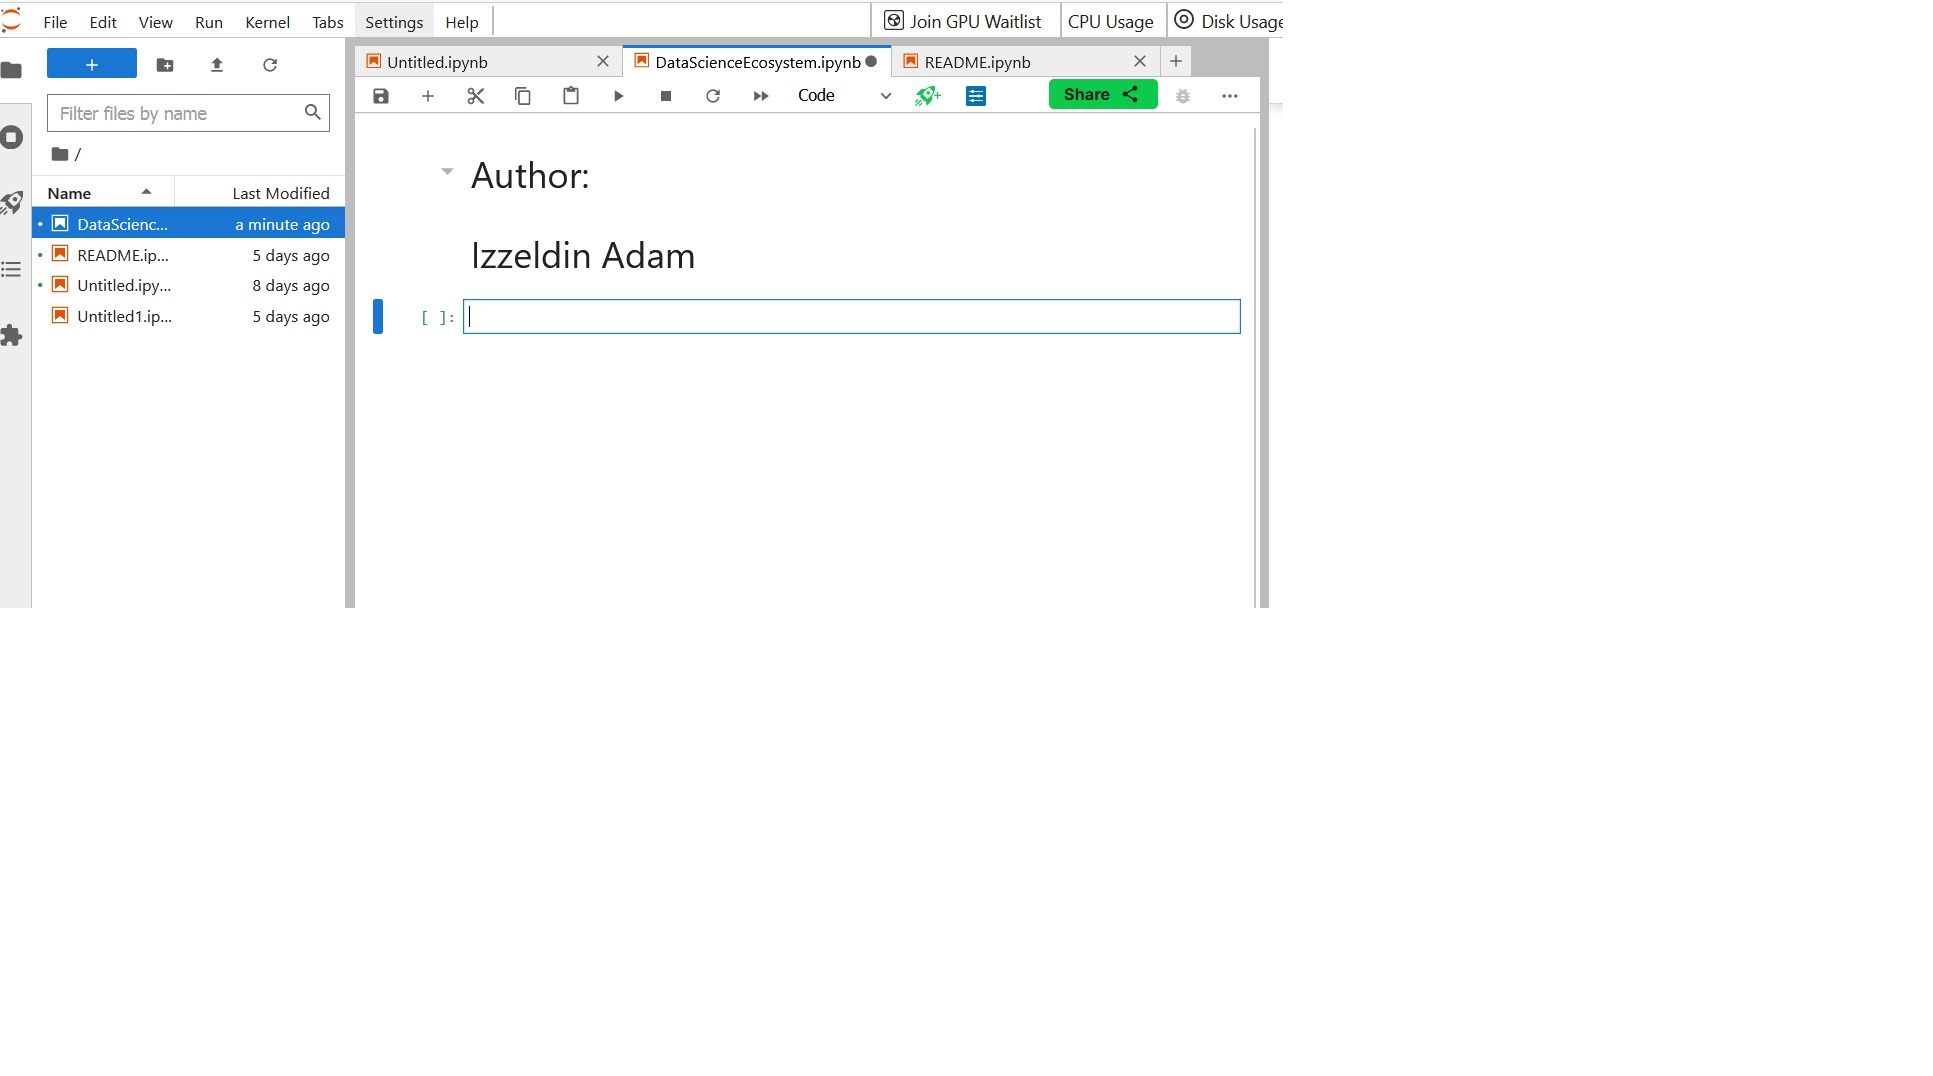 File Edit View Run Kernel Tabs Settings Help Join GPU Waitlist CPU Usage Disk Usage
+ Untitled.ipynb DataScienceEcosystem.ipynb README.ipynb +
Code Share ...
Filter files by name
/
Name Last Modified
DataScienc... a minute ago
README.ip... 5 days ago
Untitled.ipy... 8 days ago
Untitled1.ip... 5 days ago
Author:
Izzeldin Adam
[ ]: